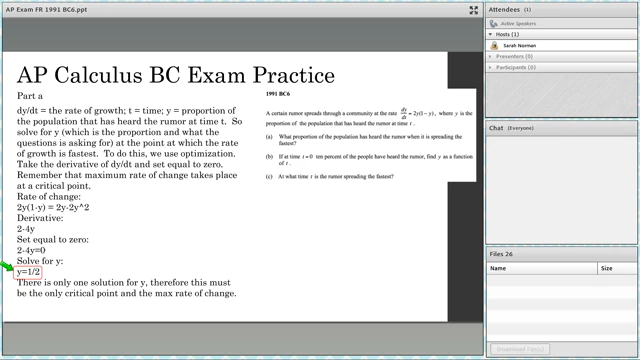 AP Exam FR 1991 BC6.ppt
AP Calculus BC Exam Practice
Part a
dy/dt = the rate of growth; t = time; y = proportion of
the population that has heard the rumor at time t. So
solve for y (which is the proportion and what the
questions is asking for) at the point at which the rate
of growth is fastest. To do this, we use optimization.
Take the derivative of dy/dt and set equal to zero.
Remember that maximum rate of change takes place
at a critical point.
Rate of change:
2y(1-y) = 2y-2y^2
Derivative:
2-4y
Set equal to zero:
2-4y=0
Solve for y:
y=1/2
There is only one solution for y, therefore this must
be the only critical point and the max rate of change.
1991 BC6
A certain rumor spreads through a community at the rate dy/dt = 2y(1 − y), where y is the
proportion of the population that has heard the rumor at time t.
(a) What proportion of the population has heard the rumor when it is spreading the
fastest?
(b) If at time t = 0 ten percent of the people have heard the rumor, find y as a function
of t.
(c) At what time t is the rumor spreading the fastest?
Attendees (1)
Active Speakers
Hosts (1)
Sarah Norman
Presenters (0)
Participants (0)
Chat (Everyone)
Files 26
Name Size
Download File(s)